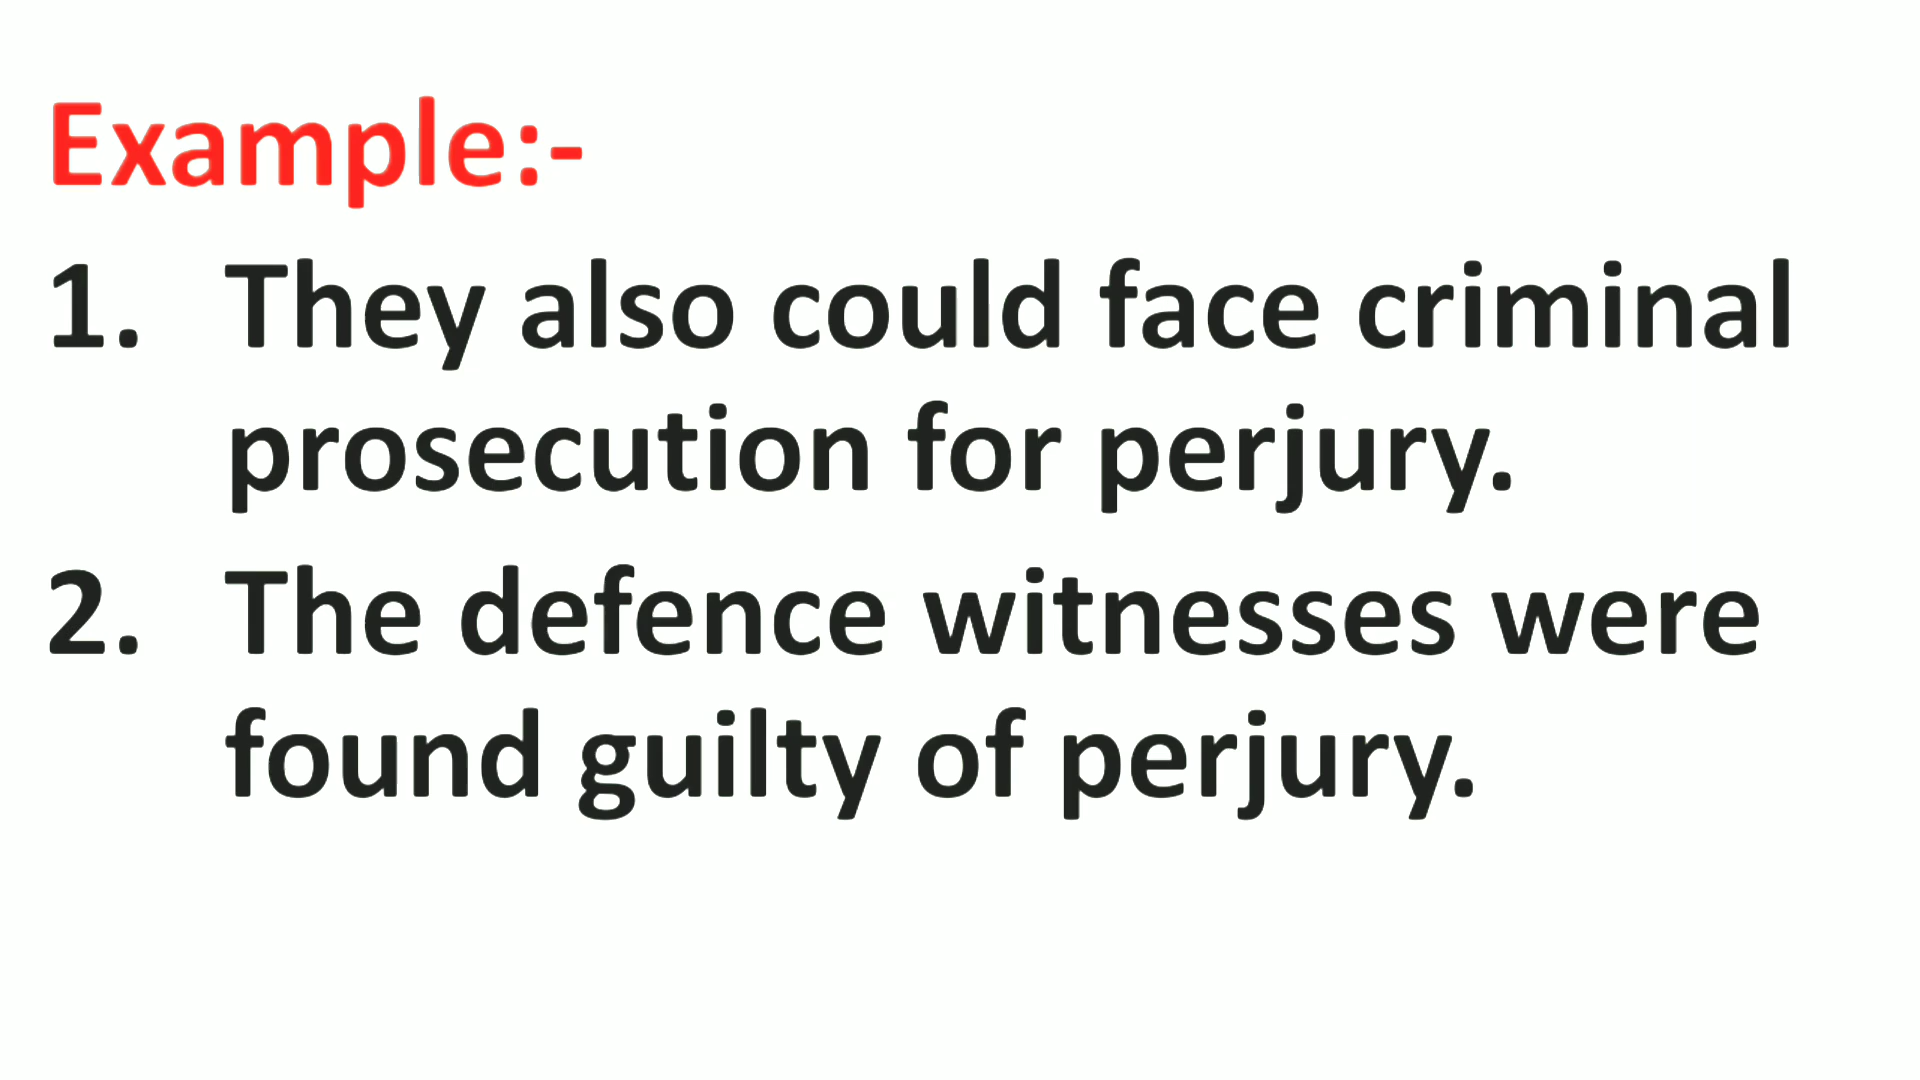 Example:-
1. They also could face criminal
prosecution for perjury.
2. The defence witnesses were
found guilty of perjury.